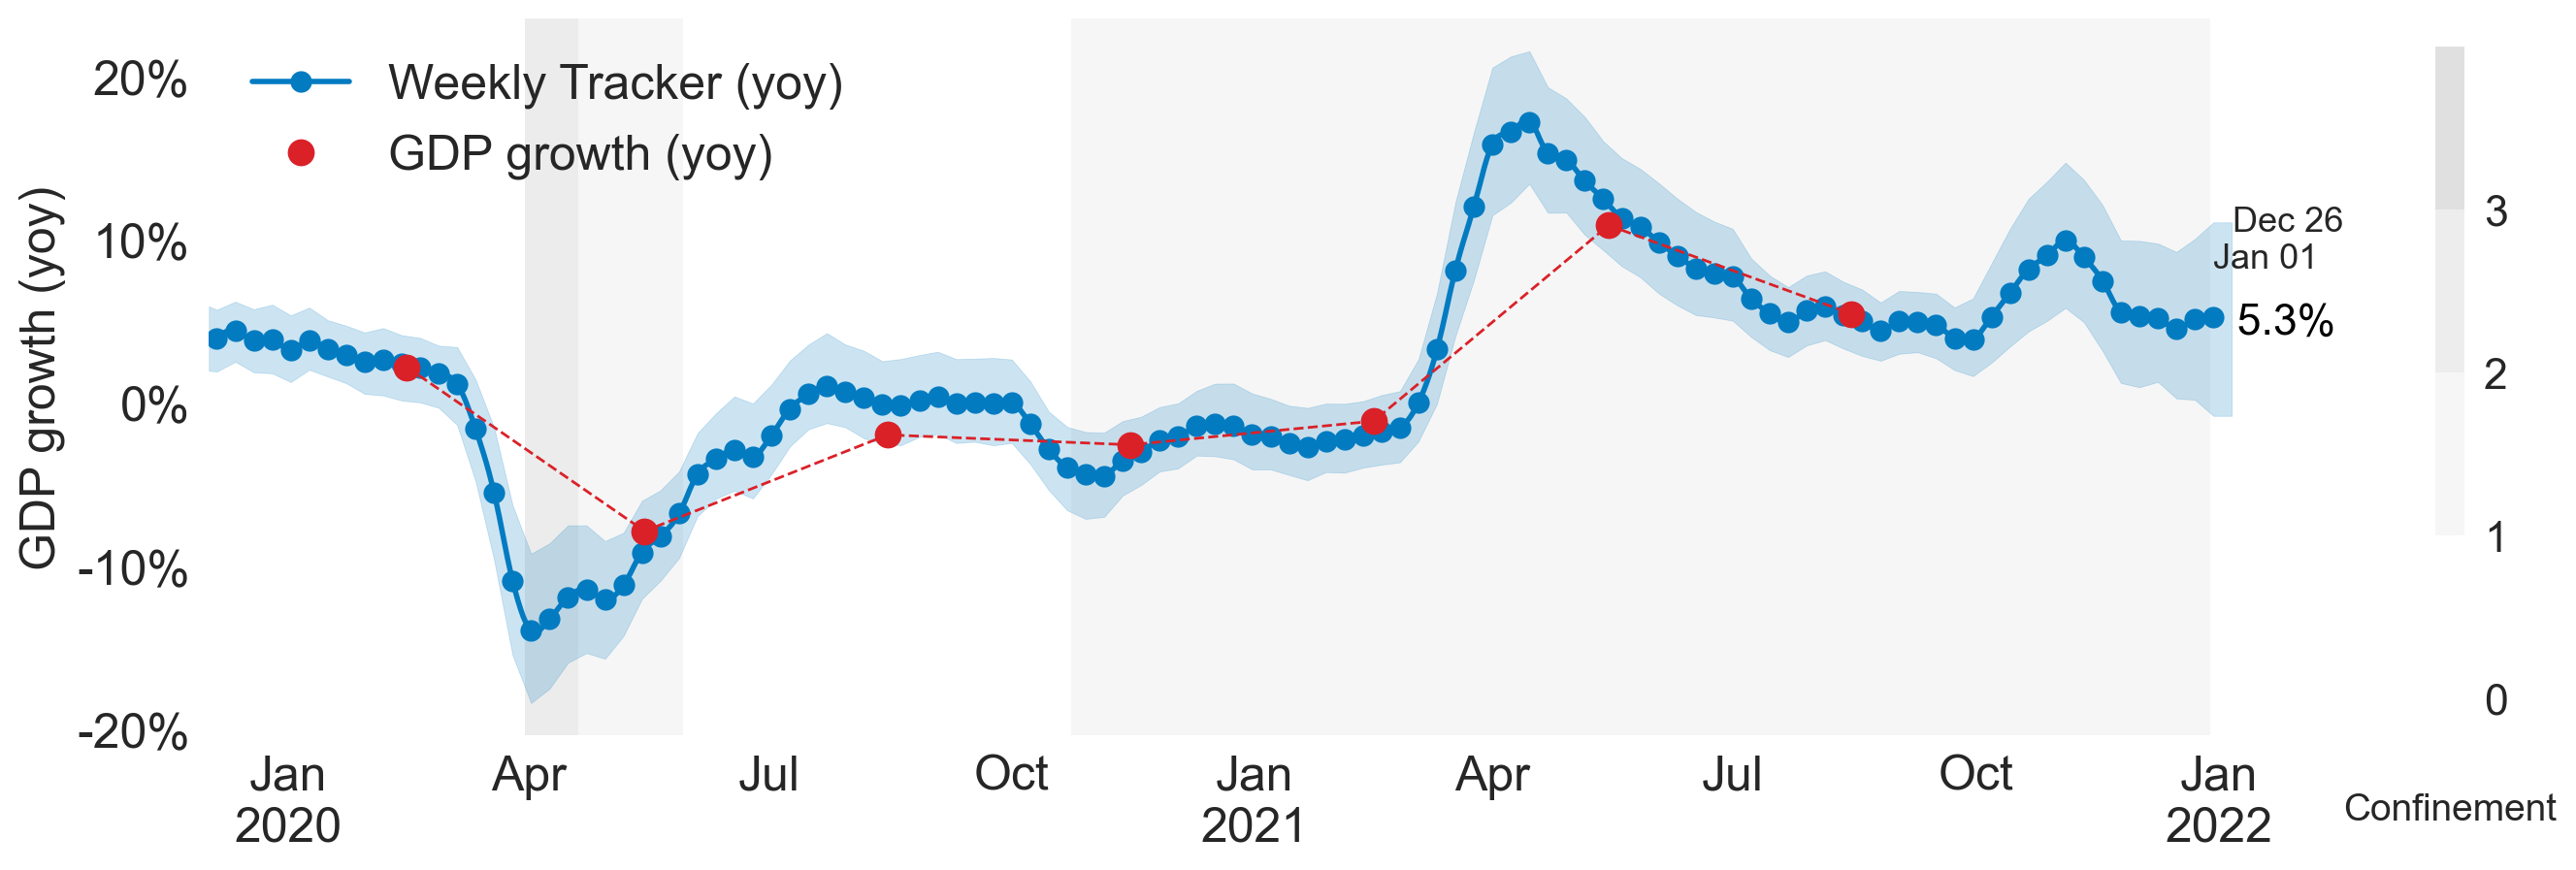 Weekly Tracker (yoy)
GDP growth (yoy)
GDP growth (yoy)
20%
10%
0%
-10%
-20%
Jan
2020
Apr
Jul
Oct
Jan
2021
Apr
Jul
Oct
Jan
2022
Dec 26
Jan 01
5.3%
3
2
1
0
Confinement